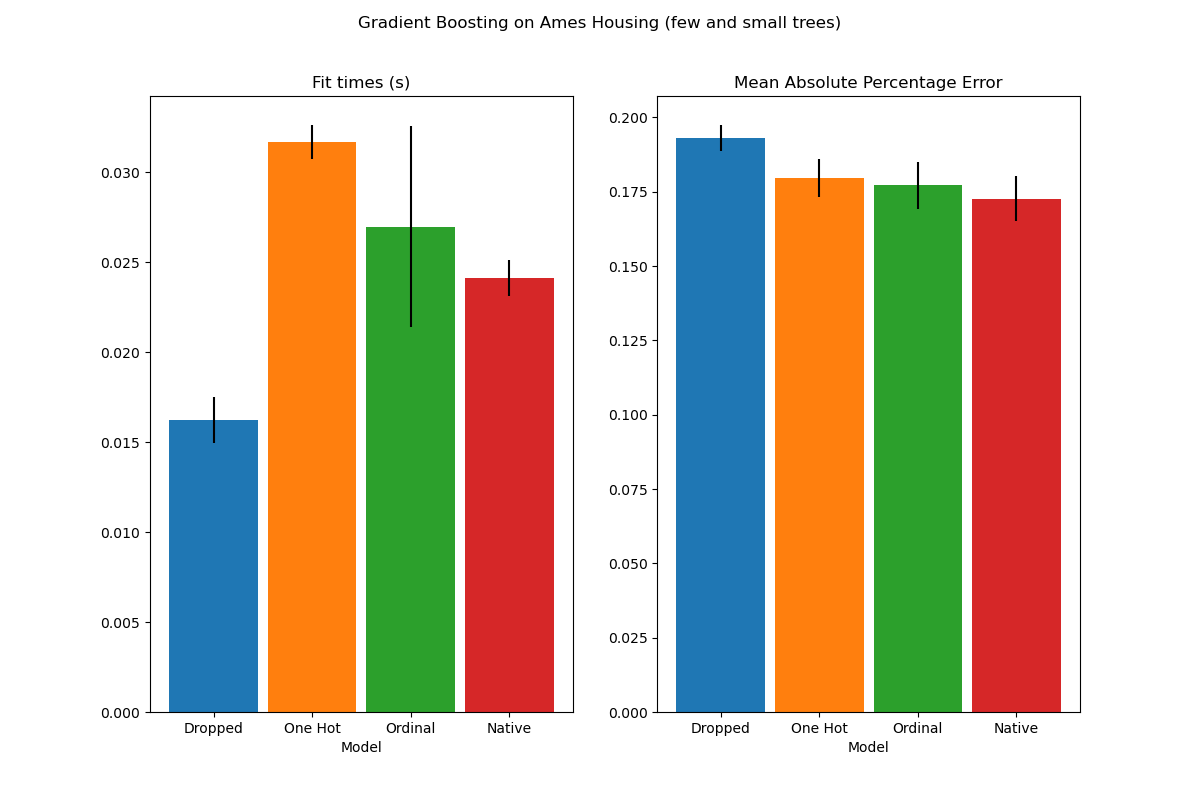 Gradient Boosting on Ames Housing (few and small trees)
Fit times (s)
0.030
0.025
0.020
0.015
0.010
0.005
0.000
Dropped One Hot Ordinal Native
Model
Mean Absolute Percentage Error
0.200
0.175
0.150
0.125
0.100
0.075
0.050
0.025
0.000
Dropped One Hot Ordinal Native
Model